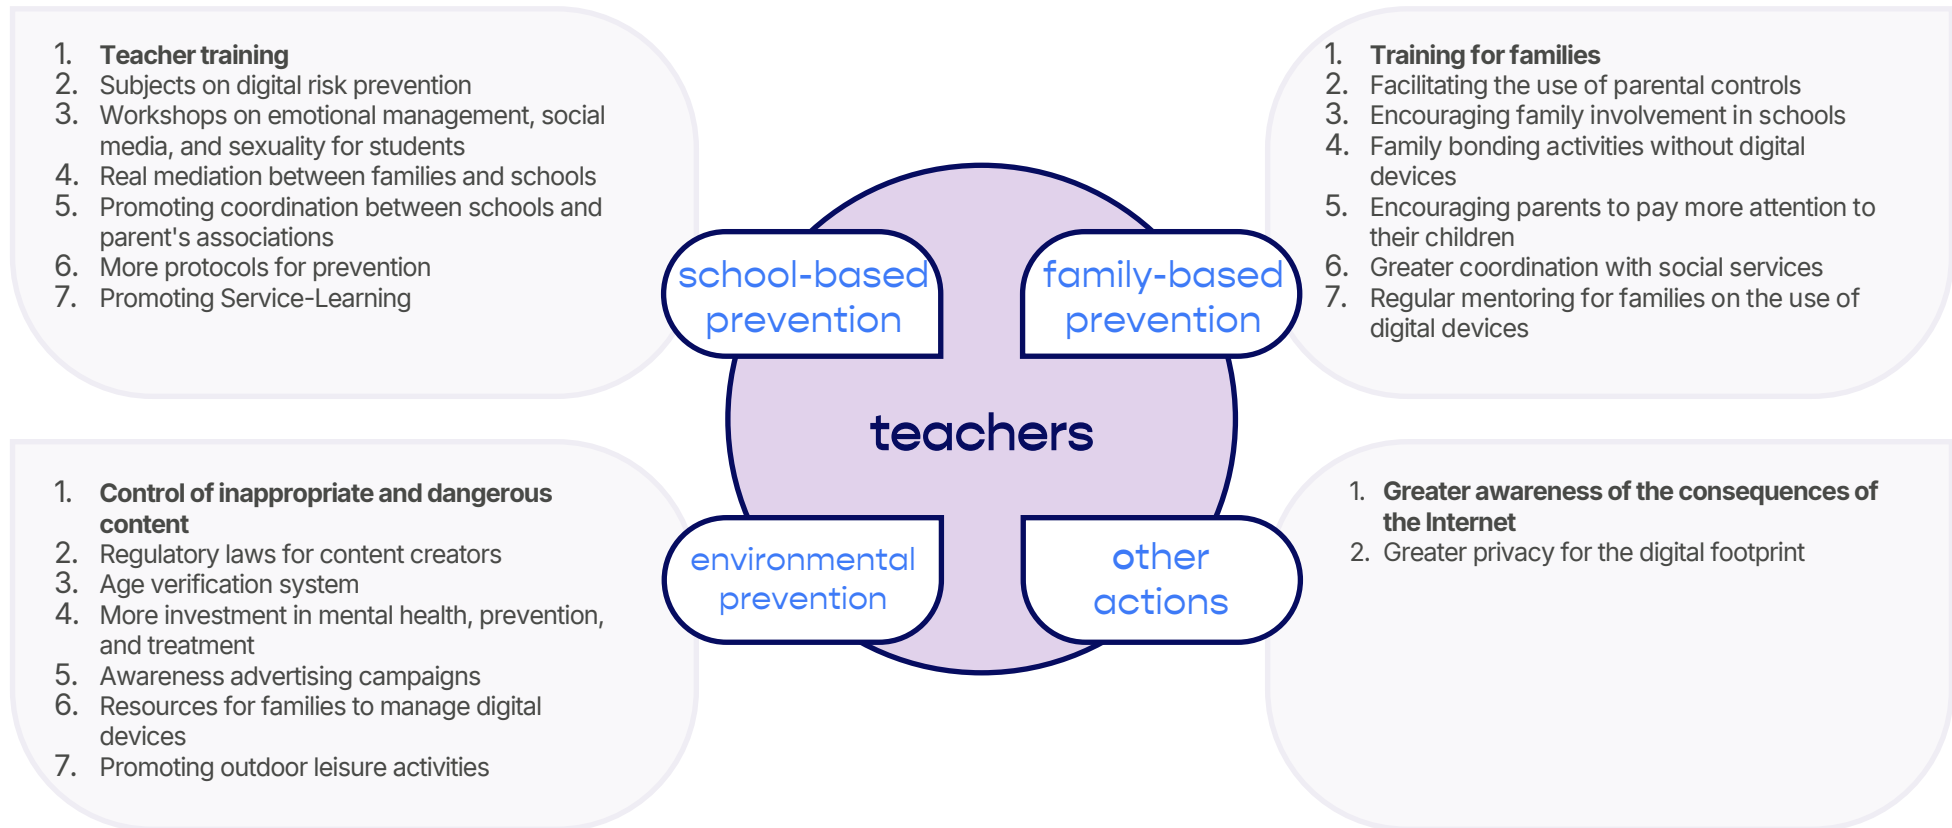 1. Teacher training
2. Subjects on digital risk prevention
3. Workshops on emotional management, social
media, and sexuality for students
4. Real mediation between families and schools
5. Promoting coordination between schools and
parent's associations
6. More protocols for prevention
7. Promoting Service-Learning
1. Training for families
2. Facilitating the use of parental controls
3. Encouraging family involvement in schools
4. Family bonding activities without digital
devices
5. Encouraging parents to pay more attention to
their children
6. Greater coordination with social services
7. Regular mentoring for families on the use of
digital devices
school-based
prevention
family-based
prevention
teachers
environmental
prevention
other
actions
1. Control of inappropriate and dangerous
content
2. Regulatory laws for content creators
3. Age verification system
4. More investment in mental health, prevention,
and treatment
5. Awareness advertising campaigns
6. Resources for families to manage digital
devices
7. Promoting outdoor leisure activities
1. Greater awareness of the consequences of
the Internet
2. Greater privacy for the digital footprint